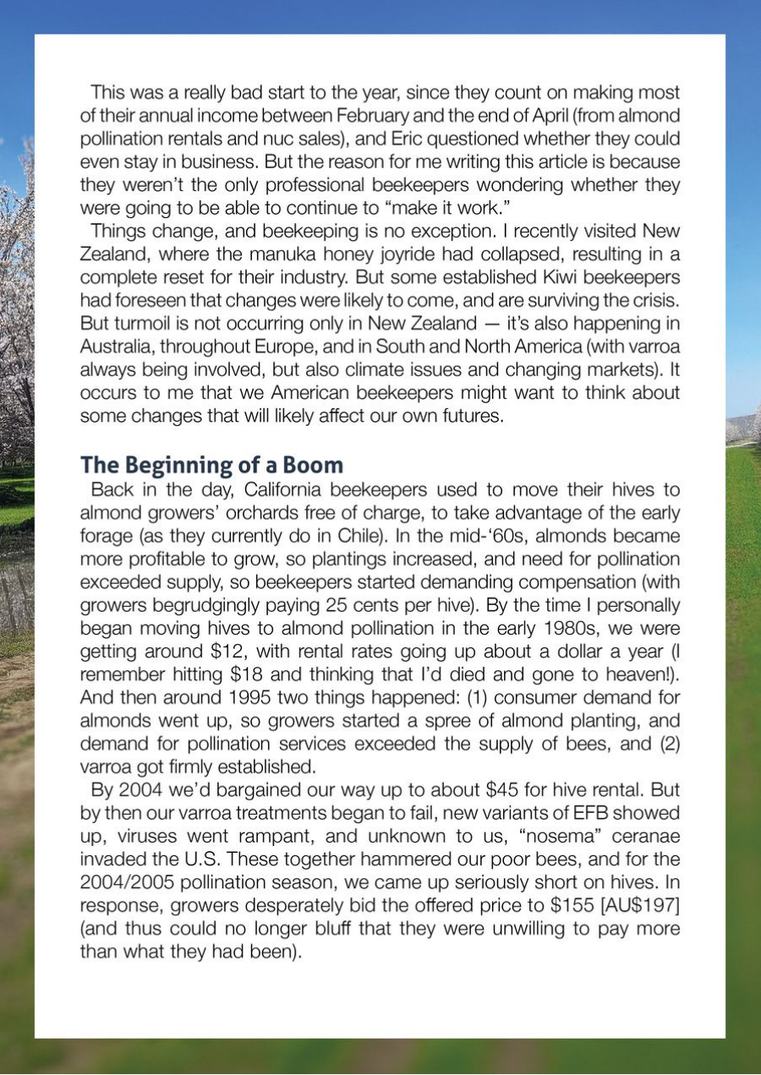 This was a really bad start to the year, since they count on making most
of their annual income between February and the end of April (from almond
pollination rentals and nuc sales), and Eric questioned whether they could
even stay in business. But the reason for me writing this article is because
they weren’t the only professional beekeepers wondering whether they
were going to be able to continue to “make it work.”
Things change, and beekeeping is no exception. I recently visited New
Zealand, where the manuka honey joyride had collapsed, resulting in a
complete reset for their industry. But some established Kiwi beekeepers
had foreseen that changes were likely to come, and are surviving the crisis.
But turmoil is not occurring only in New Zealand — it’s also happening in
Australia, throughout Europe, and in South and North America (with varroa
always being involved, but also climate issues and changing markets). It
occurs to me that we American beekeepers might want to think about
some changes that will likely affect our own futures.
The Beginning of a Boom
Back in the day, California beekeepers used to move their hives to
almond growers’ orchards free of charge, to take advantage of the early
forage (as they currently do in Chile). In the mid-‘60s, almonds became
more profitable to grow, so plantings increased, and need for pollination
exceeded supply, so beekeepers started demanding compensation (with
growers begrudgingly paying 25 cents per hive). By the time I personally
began moving hives to almond pollination in the early 1980s, we were
getting around $12, with rental rates going up about a dollar a year (I
remember hitting $18 and thinking that I’d died and gone to heaven!).
And then around 1995 two things happened: (1) consumer demand for
almonds went up, so growers started a spree of almond planting, and
demand for pollination services exceeded the supply of bees, and (2)
varroa got firmly established.
By 2004 we’d bargained our way up to about $45 for hive rental. But
by then our varroa treatments began to fail, new variants of EFB showed
up, viruses went rampant, and unknown to us, “nosema” ceranae
invaded the U.S. These together hammered our poor bees, and for the
2004/2005 pollination season, we came up seriously short on hives. In
response, growers desperately bid the offered price to $155 [AU$197]
(and thus could no longer bluff that they were unwilling to pay more
than what they had been).